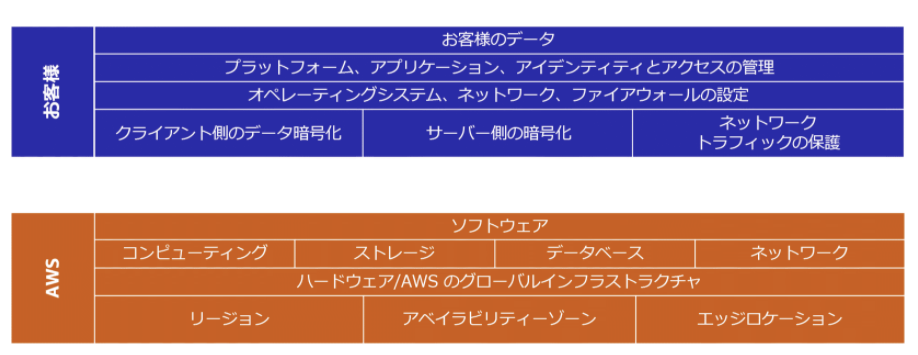 お客様
お客様のデータ
プラットフォーム、アプリケーション、アイデンティティとアクセスの管理
オペレーティングシステム、ネットワーク、ファイアウォールの設定
クライアント側のデータ暗号化
サーバー側の暗号化
ネットワーク
トラフィックの保護
AWS
ソフトウェア
コンピューティング
ストレージ
データベース
ネットワーク
ハードウェア/AWS のグローバルインフラストラクチャ
リージョン
アベイラビリティーゾーン
エッジロケーション